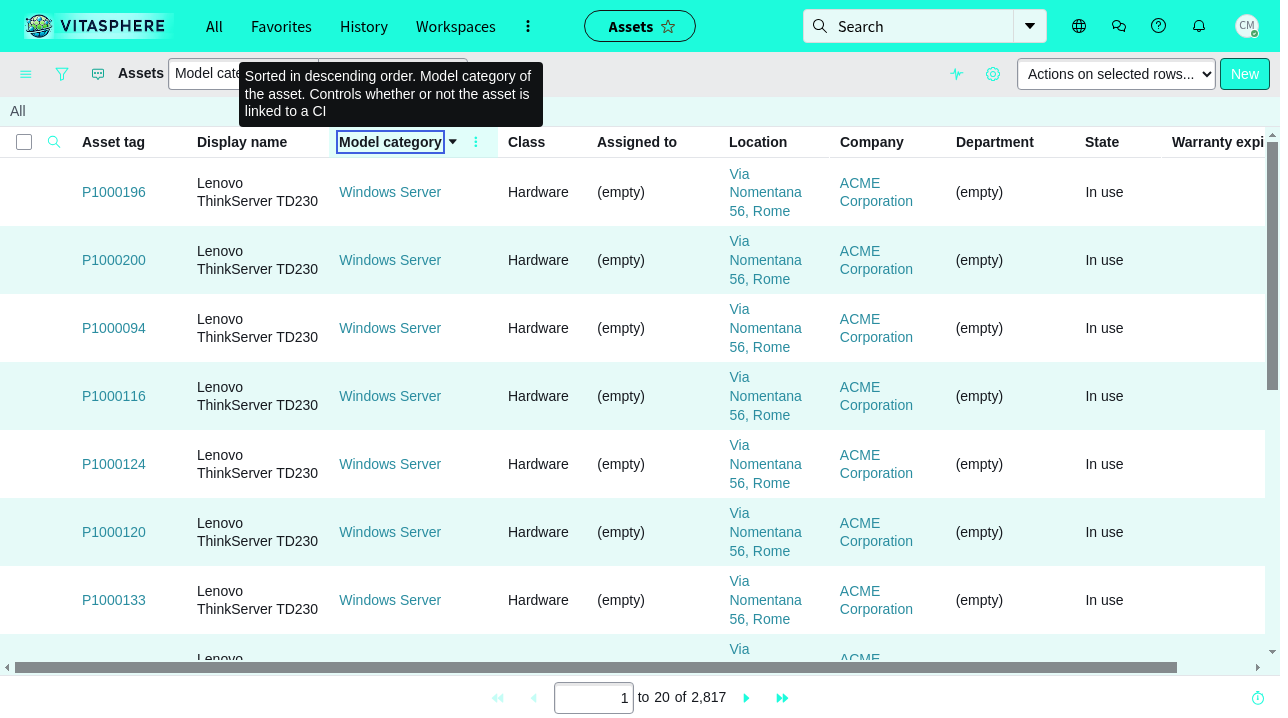 VITASPHERE All Favorites History Workspaces Assets Search CM
Assets Model cate Actions on selected rows... New
Sorted in descending order. Model category of
the asset. Controls whether or not the asset is
linked to a CI
All
Asset tag Display name Model category Class Assigned to Location Company Department State Warranty expi
P1000196 Lenovo ThinkServer TD230 Windows Server Hardware (empty) Via Nomentana 56, Rome ACME Corporation (empty) In use
P1000200 Lenovo ThinkServer TD230 Windows Server Hardware (empty) Via Nomentana 56, Rome ACME Corporation (empty) In use
P1000094 Lenovo ThinkServer TD230 Windows Server Hardware (empty) Via Nomentana 56, Rome ACME Corporation (empty) In use
P1000116 Lenovo ThinkServer TD230 Windows Server Hardware (empty) Via Nomentana 56, Rome ACME Corporation (empty) In use
P1000124 Lenovo ThinkServer TD230 Windows Server Hardware (empty) Via Nomentana 56, Rome ACME Corporation (empty) In use
P1000120 Lenovo ThinkServer TD230 Windows Server Hardware (empty) Via Nomentana 56, Rome ACME Corporation (empty) In use
P1000133 Lenovo ThinkServer TD230 Windows Server Hardware (empty) Via Nomentana 56, Rome ACME Corporation (empty) In use
Lenovo Via ACME
1 to 20 of 2,817